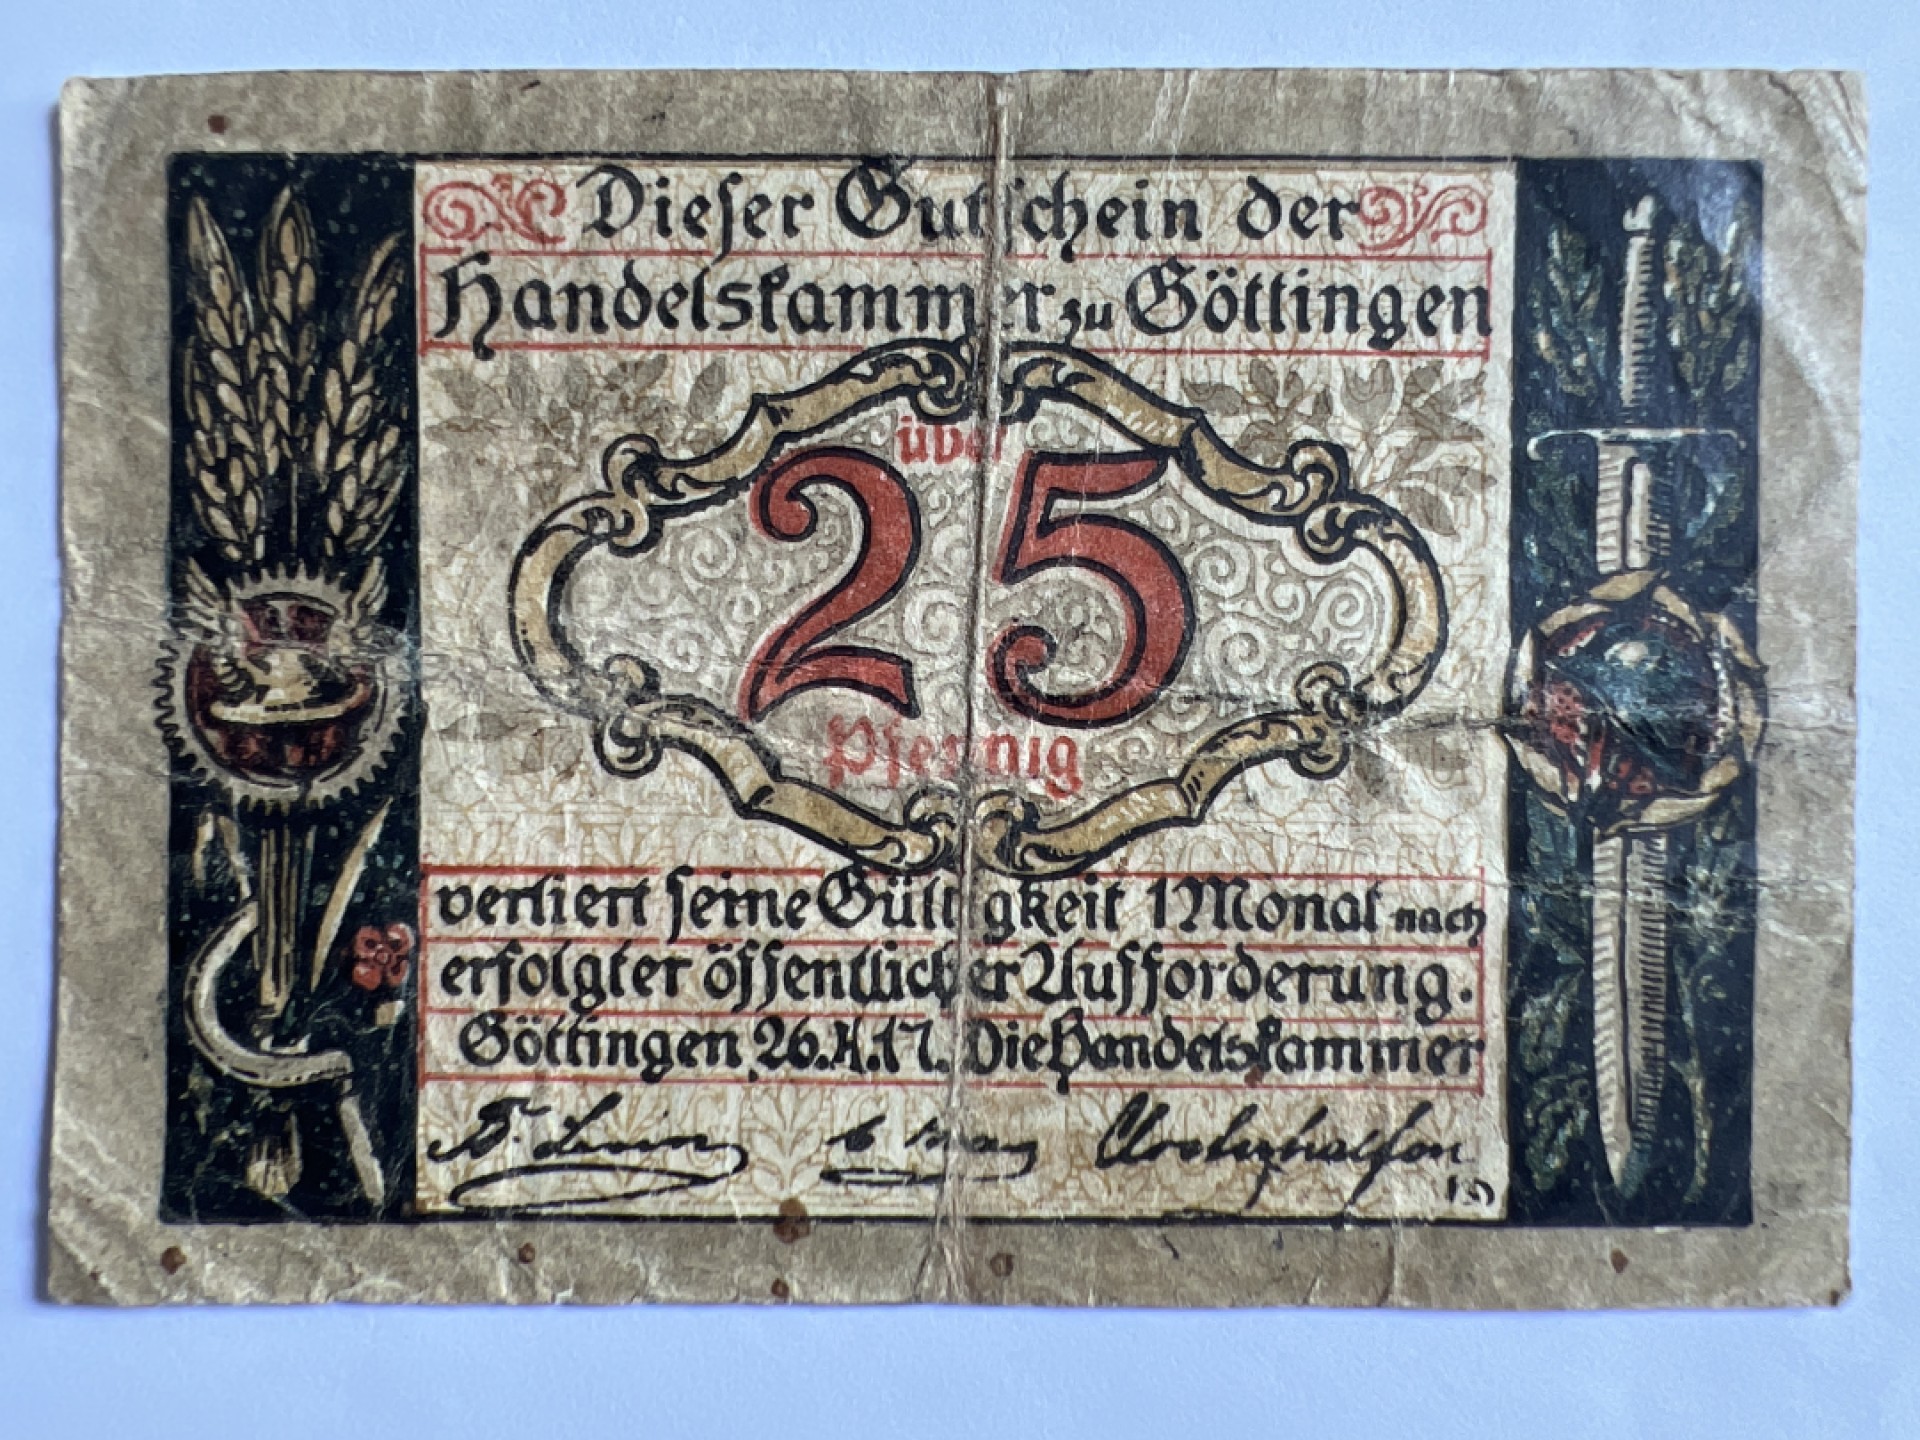 Dieser Gutschein der
Handelskammer zu Göttingen
über
25
Pfennig
verliert seine Gültigkeit 1 Monat nach
erfolgter öffentlicher Aufforderung.
Göttingen 26.4.17. Die Handelskammer